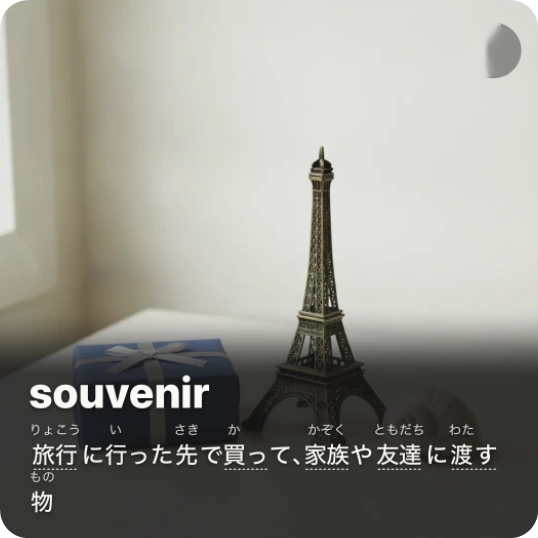 souvenir
りょこう い さき か かぞく ともだち わた
旅行に行った先で買って、家族や友達に渡す
もの
物